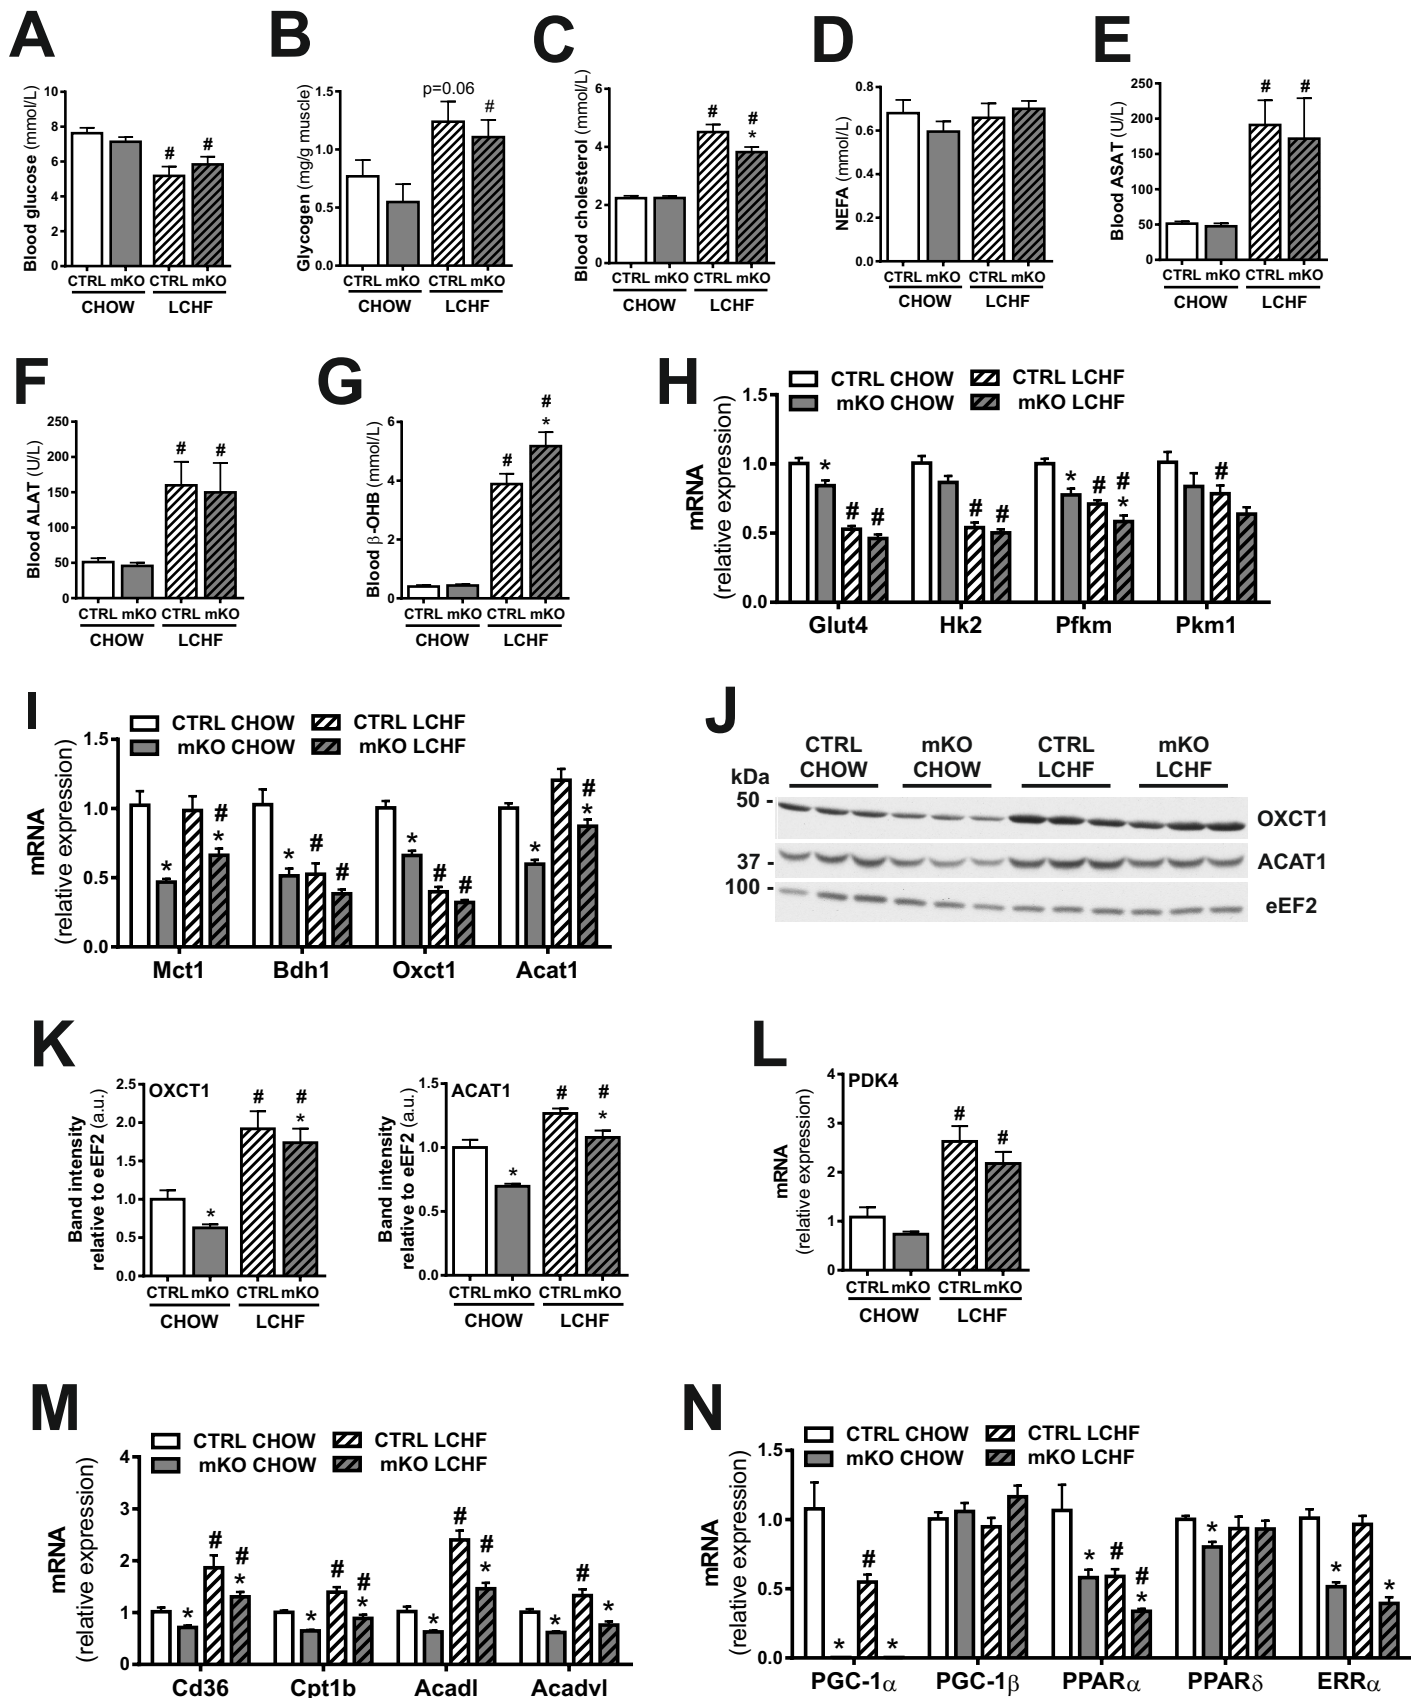 A
Blood glucose (mmol/L)
10
8
6
4
2
0
# #
CTRL mKO CTRL mKO
CHOW LCHF
B
Glycogen (mg/g muscle)
1.5
1.0
0.5
0.0
p=0.06 #
CTRL mKO CTRL mKO
CHOW LCHF
C
Blood cholesterol (mmol/L)
6
4
2
0
# #
*
CTRL mKO CTRL mKO
CHOW LCHF
D
NEFA (mmol/L)
0.8
0.6
0.4
0.2
0.0
CTRL mKO CTRL mKO
CHOW LCHF
E
Blood ASAT (U/L)
250
200
150
100
50
0
# #
CTRL mKO CTRL mKO
CHOW LCHF
F
Blood ALAT (U/L)
250
200
150
100
50
0
# #
CTRL mKO CTRL mKO
CHOW LCHF
G
Blood β-OHB (mmol/L)
6
4
2
0
# #
*
CTRL mKO CTRL mKO
CHOW LCHF
H
CTRL CHOW CTRL LCHF
mKO CHOW mKO LCHF
mRNA
(relative expression)
1.5
1.0
0.5
0.0
* # # # # * # # * #
Glut4 Hk2 Pfkm Pkm1
I
CTRL CHOW CTRL LCHF
mKO CHOW mKO LCHF
mRNA
(relative expression)
1.5
1.0
0.5
0.0
* # * * # # * # # * # *
Mct1 Bdh1 Oxct1 Acat1
J
CTRL mKO CTRL mKO
CHOW CHOW LCHF LCHF
kDa
50 - OXCT1
37 - ACAT1
100 - eEF2
K
OXCT1
Band intensity
relative to eEF2 (a.u.)
2.5
2.0
1.5
1.0
0.5
0.0
* # # *
CTRL mKO CTRL mKO
CHOW LCHF
ACAT1
Band intensity
relative to eEF2 (a.u.)
1.5
1.0
0.5
0.0
* # # *
CTRL mKO CTRL mKO
CHOW LCHF
L
PDK4
mRNA
(relative expression)
4
3
2
1
0
# #
CTRL mKO CTRL mKO
CHOW LCHF
M
CTRL CHOW CTRL LCHF
mKO CHOW mKO LCHF
mRNA
(relative expression)
4
3
2
1
0
* # # * * # # * * # # * * # *
Cd36 Cpt1b Acadl Acadvl
N
CTRL CHOW CTRL LCHF
mKO CHOW mKO LCHF
mRNA
(relative expression)
1.5
1.0
0.5
0.0
* # * * # # * * * *
PGC-1α PGC-1β PPARα PPARδ ERRα